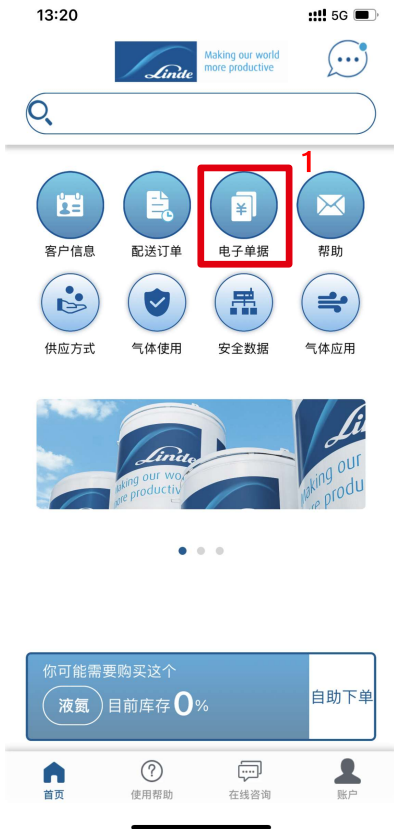 13:20
5G
Linde
Making our world
more productive
1
客户信息
配送订单
电子单据
帮助
供应方式
气体使用
安全数据
气体应用
Linde
making our wo
more productiv
Li
making our
re produ
你可能需要购买这个
液氮 目前库存 0%
自助下单
首页
使用帮助
在线咨询
账户